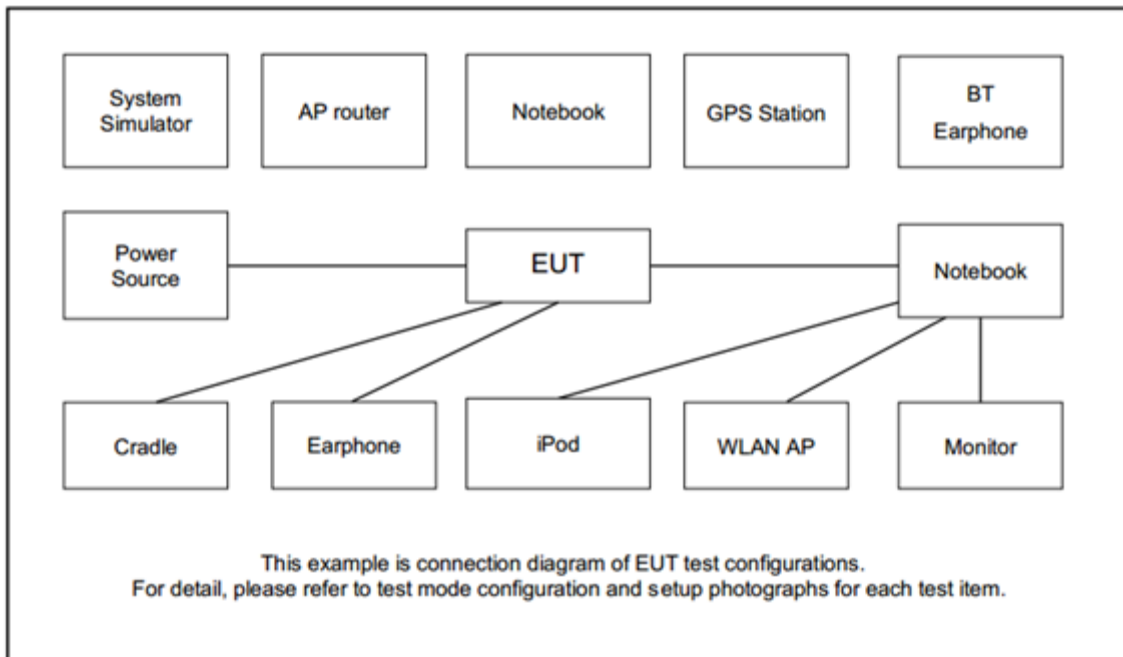 System
Simulator
AP router
Notebook
GPS Station
BT
Earphone
Power
Source
EUT
Notebook
Cradle
Earphone
iPod
WLAN AP
Monitor
This example is connection diagram of EUT test configurations.
For detail, please refer to test mode configuration and setup photographs for each test item.